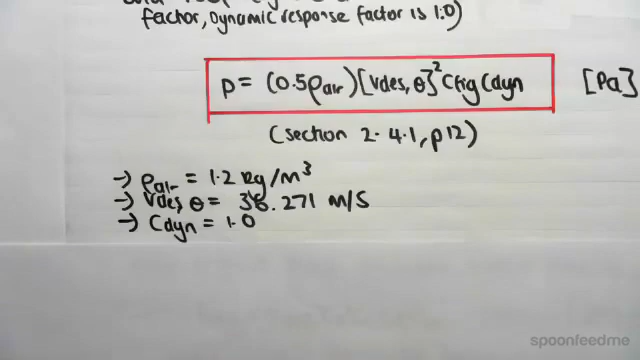 factor, Dynamic response factor is 1.0)
p = (0.5ρair)[Vdes,θ]² Cfig Cdyn [Pa]
(section 2.4.1, p12)
→ ρair = 1.2 kg/m³
→ Vdes θ = 38.271 m/s
→ Cdyn = 1.0
spoonfeedme